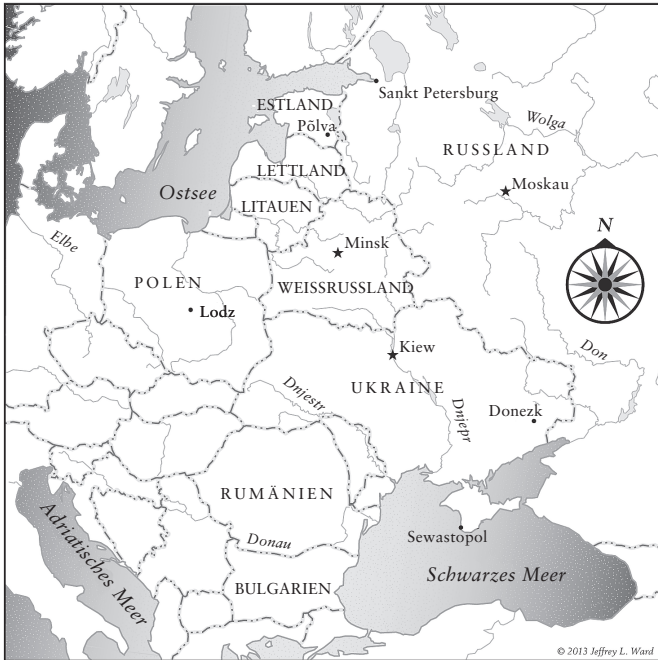 Sankt Petersburg
ESTLAND
Põlva
Wolga
RUSSLAND
LETTLAND
Moskau
Ostsee
LITAUEN
N
Elbe
Minsk
POLEN
WEISSRUSSLAND
Lodz
Kiew
Don
Dnjestr
UKRAINE
Dnjepr
Donezk
RUMÄNIEN
Adriatisches Meer
Donau
Sewastopol
Schwarzes Meer
BULGARIEN
© 2013 Jeffrey L. Ward